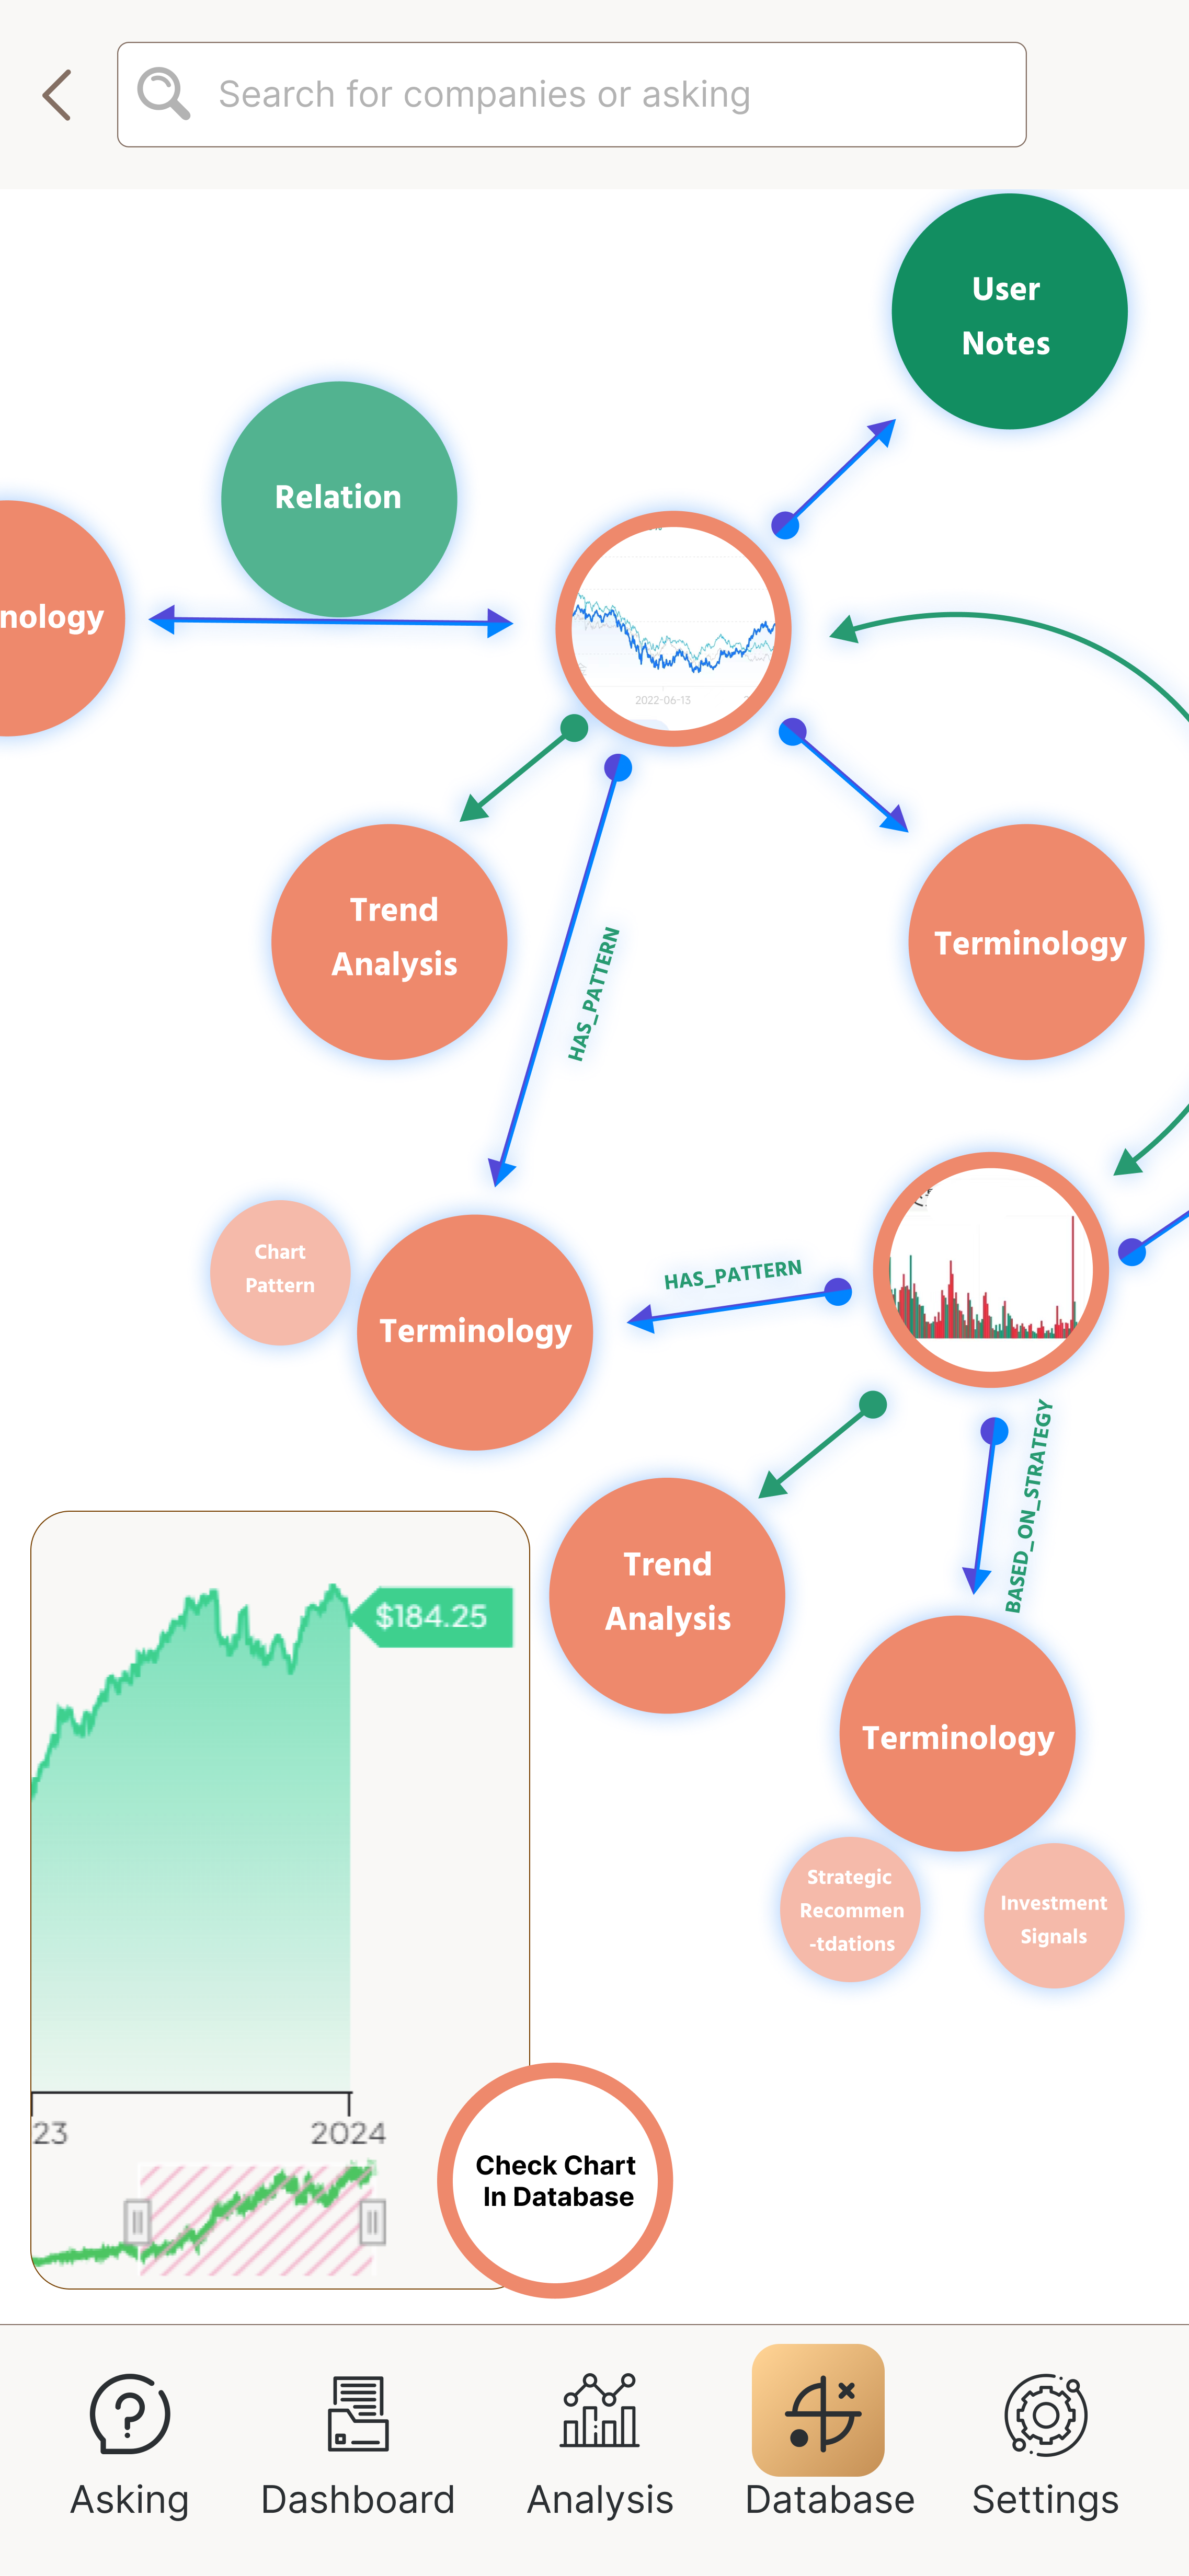 Search for companies or asking
User
Notes
Relation
nology
2022-06-13
Trend
Analysis
HAS_PATTERN
Terminology
Chart
Pattern
Terminology
HAS_PATTERN
BASED_ON_STRATEGY
Trend
Analysis
$184.25
Terminology
Strategic
Recommen
-tdations
Investment
Signals
23
2024
Check Chart
In Database
Asking
Dashboard
Analysis
Database
Settings